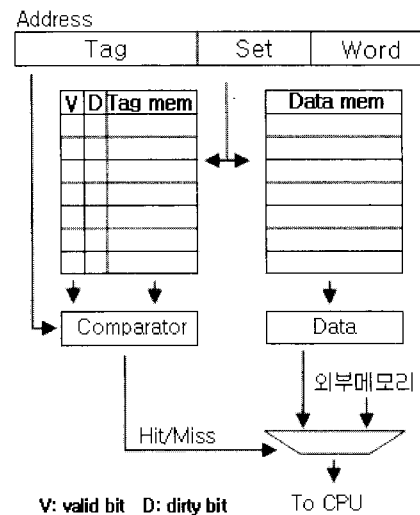 Address
Tag Set Word
V D Tag mem Data mem
Comparator Data
외부메모리
Hit/Miss
V: valid bit D: dirty bit To CPU